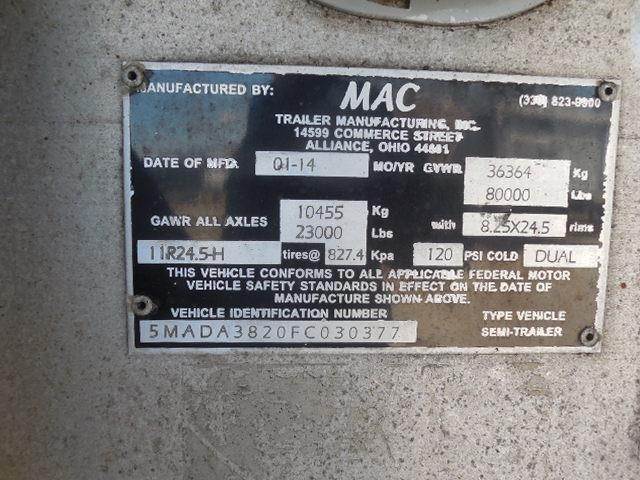 MANUFACTURED BY: MAC (330) 823-9900
TRAILER MANUFACTURING, INC.
14599 COMMERCE STREET
ALLIANCE, OHIO 44601
DATE OF MFD. 01-14 MO/YR GVWR 36364 Kg
80000 Lbs
GAWR ALL AXLES 10455 Kg
23000 Lbs with 8.25X24.5 rims
11R24.5-H tires@ 827.4 Kpa 120 PSI COLD DUAL
THIS VEHICLE CONFORMS TO ALL APPLICABLE FEDERAL MOTOR
VEHICLE SAFETY STANDARDS IN EFFECT ON THE DATE OF
MANUFACTURE SHOWN ABOVE.
VEHICLE IDENTIFICATION NUMBER TYPE VEHICLE
5MADA3820FC030377 SEMI-TRAILER